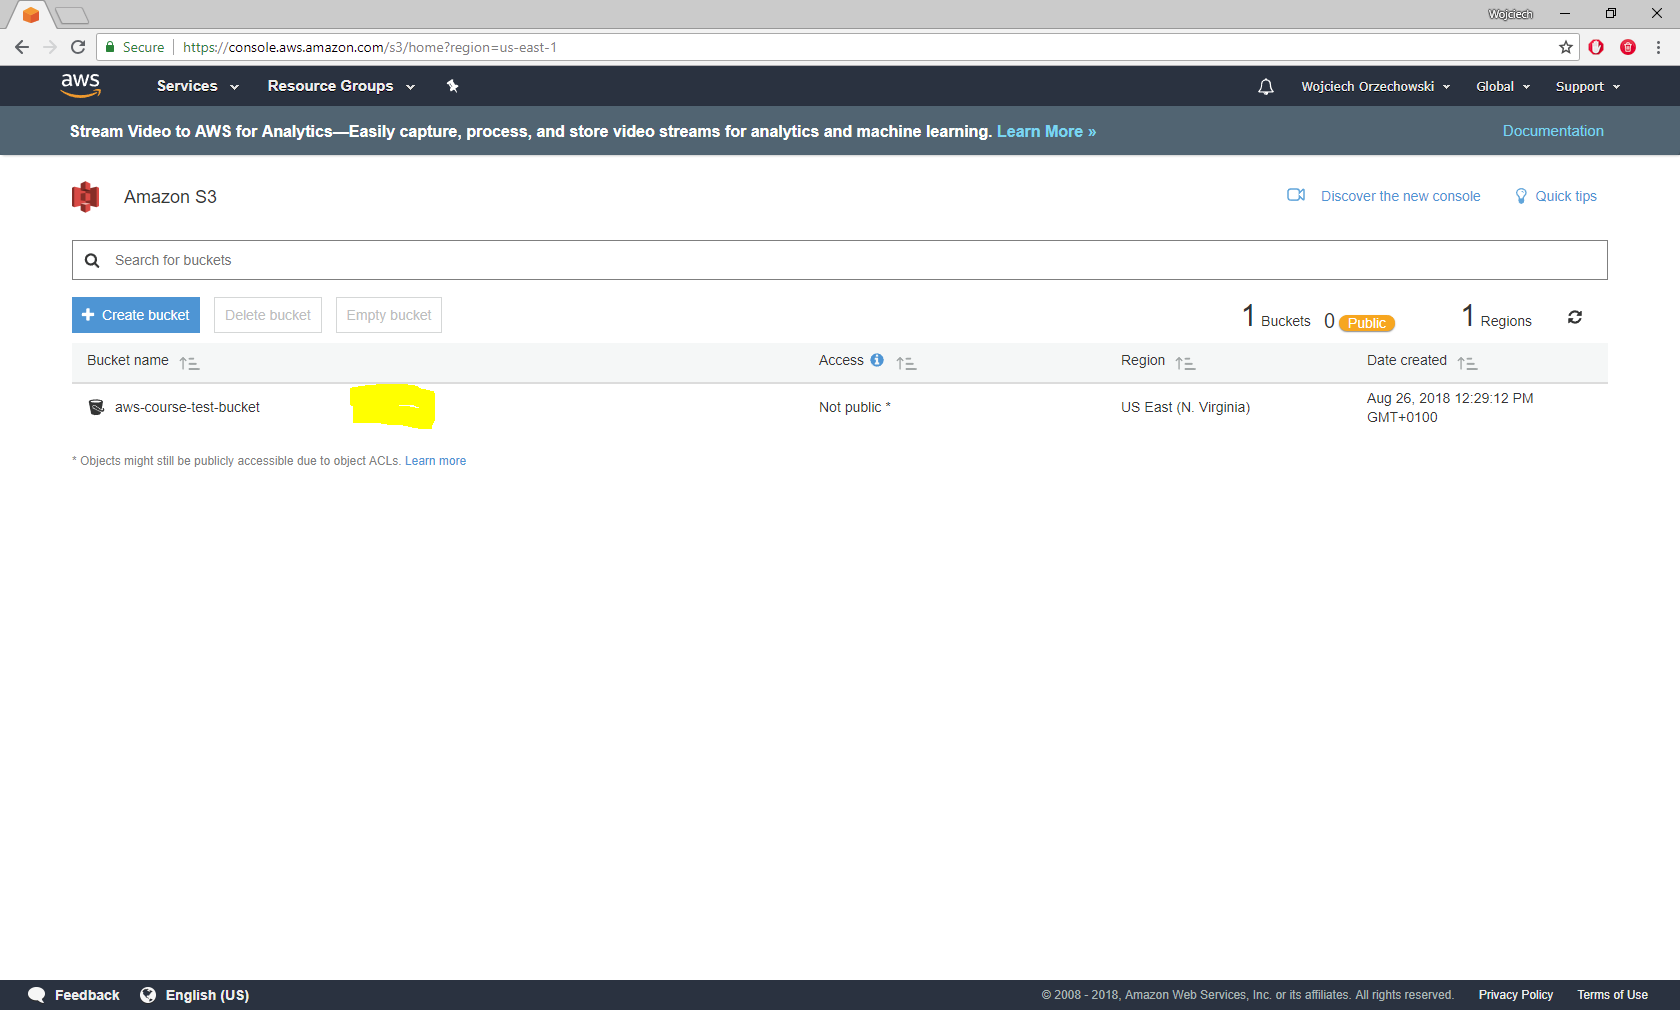 Wojciech
Secure https://console.aws.amazon.com/s3/home?region=us-east-1
aws Services Resource Groups Wojciech Orzechowski Global Support
Stream Video to AWS for Analytics—Easily capture, process, and store video streams for analytics and machine learning. Learn More » Documentation
Amazon S3 Discover the new console Quick tips
Search for buckets
+ Create bucket Delete bucket Empty bucket 1 Buckets 0 Public 1 Regions
Bucket name Access Region Date created
aws-course-test-bucket Not public * US East (N. Virginia) Aug 26, 2018 12:29:12 PM
GMT+0100
* Objects might still be publicly accessible due to object ACLs. Learn more
Feedback English (US) © 2008 - 2018, Amazon Web Services, Inc. or its affiliates. All rights reserved. Privacy Policy Terms of Use